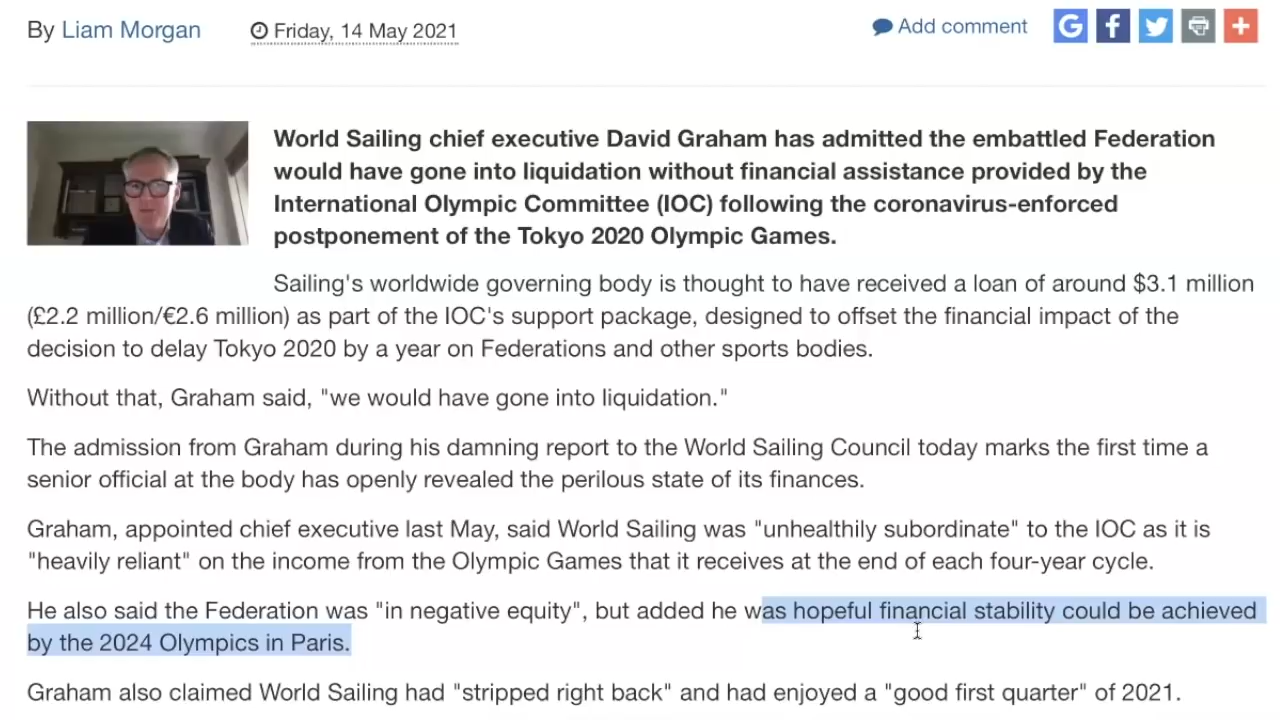 By Liam Morgan
Friday, 14 May 2021
Add comment
World Sailing chief executive David Graham has admitted the embattled Federation
would have gone into liquidation without financial assistance provided by the
International Olympic Committee (IOC) following the coronavirus-enforced
postponement of the Tokyo 2020 Olympic Games.
Sailing's worldwide governing body is thought to have received a loan of around $3.1 million
(£2.2 million/€2.6 million) as part of the IOC's support package, designed to offset the financial impact of the
decision to delay Tokyo 2020 by a year on Federations and other sports bodies.
Without that, Graham said, "we would have gone into liquidation."
The admission from Graham during his damning report to the World Sailing Council today marks the first time a
senior official at the body has openly revealed the perilous state of its finances.
Graham, appointed chief executive last May, said World Sailing was "unhealthily subordinate" to the IOC as it is
"heavily reliant" on the income from the Olympic Games that it receives at the end of each four-year cycle.
He also said the Federation was "in negative equity", but added he was hopeful financial stability could be achieved
by the 2024 Olympics in Paris.
Graham also claimed World Sailing had "stripped right back" and had enjoyed a "good first quarter" of 2021.